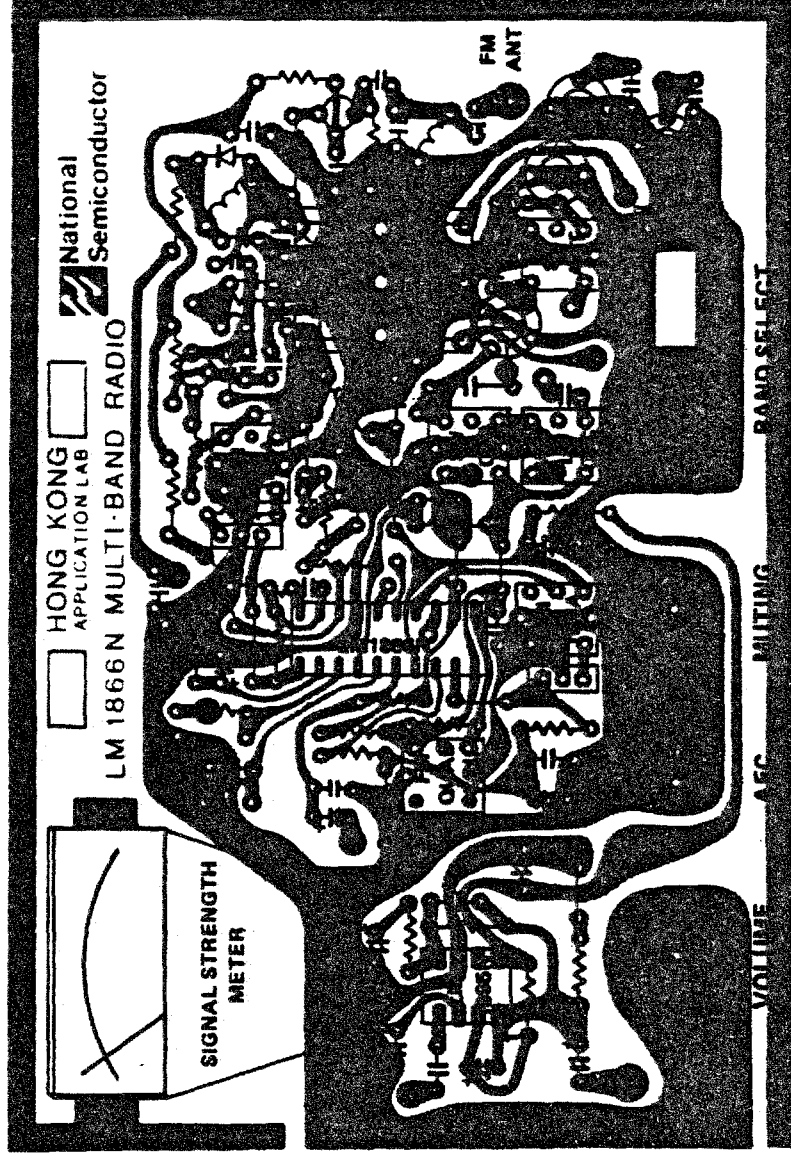 National
Semiconductor
HONG KONG
APPLICATION LAB
LM 1866N MULTI-BAND RADIO
FM
ANT
SIGNAL STRENGTH
METER
VOLUME
AFC
MUTING
BAND SELECT